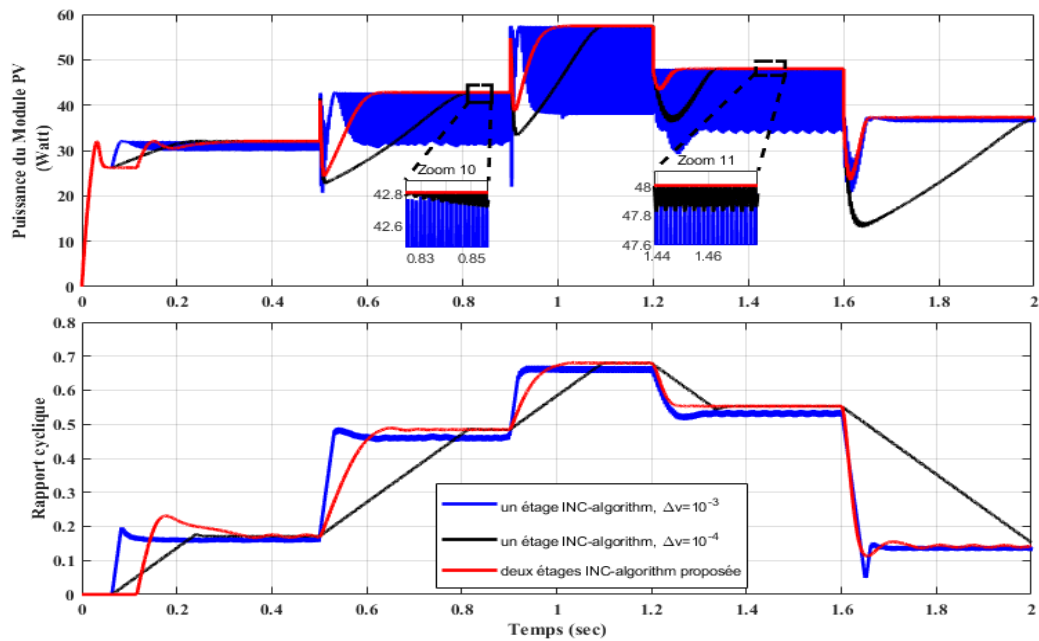 Puissance du Module PV
(Watt)
60
50
40
30
20
10
0
Zoom 10
42.8
42.6
0.83 0.85
Zoom 11
48
47.8
47.6
1.44 1.46
0 0.2 0.4 0.6 0.8 1 1.2 1.4 1.6 1.8 2
Rapport cyclique
0.8
0.7
0.6
0.5
0.4
0.3
0.2
0.1
0
un étage INC-algorithm, Δv=10⁻³
un étage INC-algorithm, Δv=10⁻⁴
deux étages INC-algorithm proposée
0 0.2 0.4 0.6 0.8 1 1.2 1.4 1.6 1.8 2
Temps (sec)